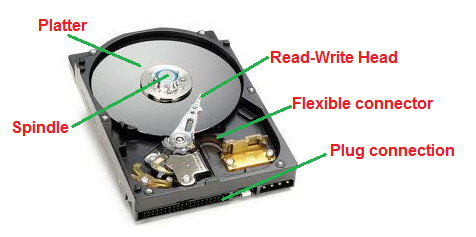 Platter
Read-Write Head
Flexible connector
Spindle
Plug connection